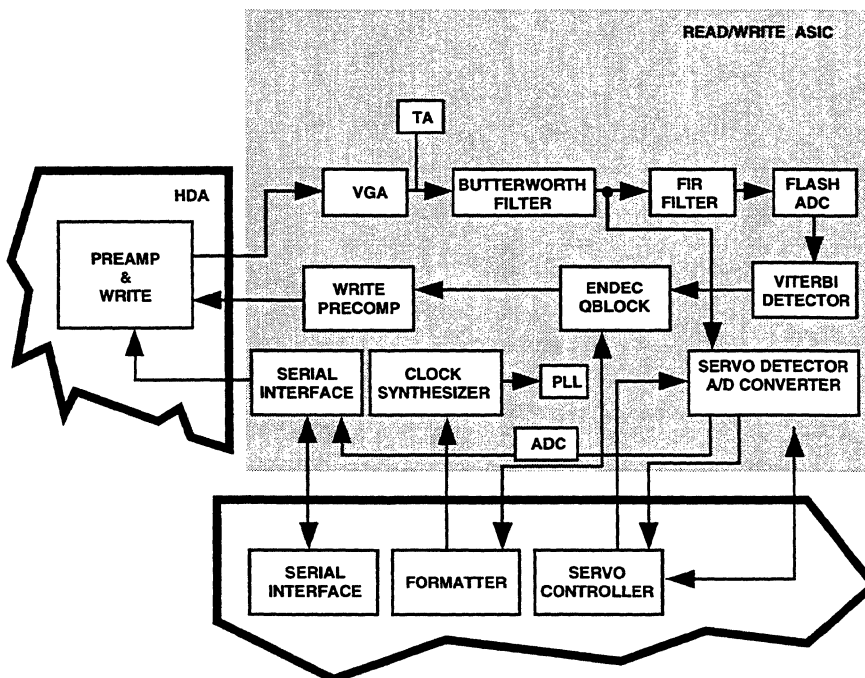 READ/WRITE ASIC
TA
HDA
VGA
BUTTERWORTH
FILTER
FIR
FILTER
FLASH
ADC
PREAMP
&
WRITE
WRITE
PRECOMP
ENDEC
QBLOCK
VITERBI
DETECTOR
SERIAL
INTERFACE
CLOCK
SYNTHESIZER
PLL
SERVO DETECTOR
A/D CONVERTER
ADC
SERIAL
INTERFACE
FORMATTER
SERVO
CONTROLLER